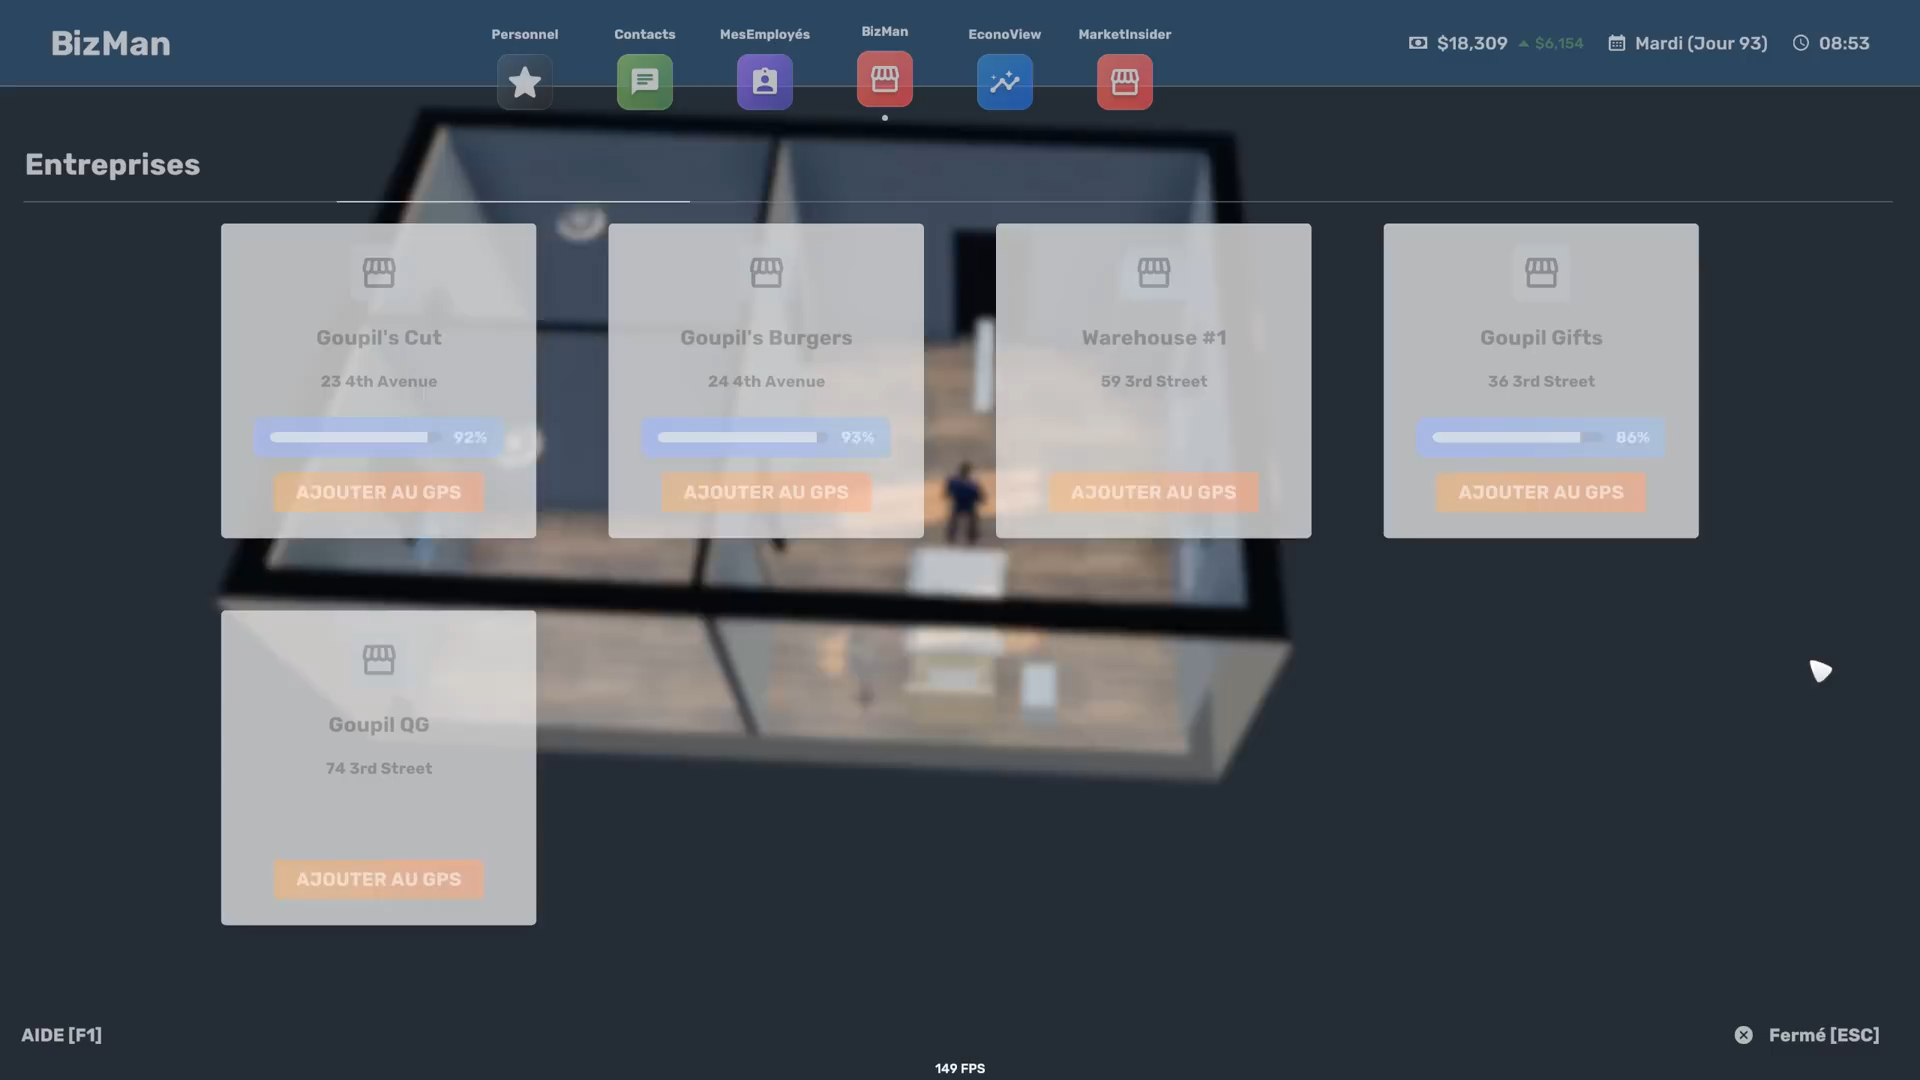 BizMan
Personnel
Contacts
MesEmployés
BizMan
EconoView
MarketInsider
$18,309
$6,154
Mardi (Jour 93)
08:53
Entreprises
Goupil's Cut
23 4th Avenue
92%
AJOUTER AU GPS
Goupil's Burgers
24 4th Avenue
93%
AJOUTER AU GPS
Warehouse #1
59 3rd Street
AJOUTER AU GPS
Goupil Gifts
36 3rd Street
86%
AJOUTER AU GPS
Goupil QG
74 3rd Street
AJOUTER AU GPS
AIDE [F1]
Fermé [ESC]
149 FPS